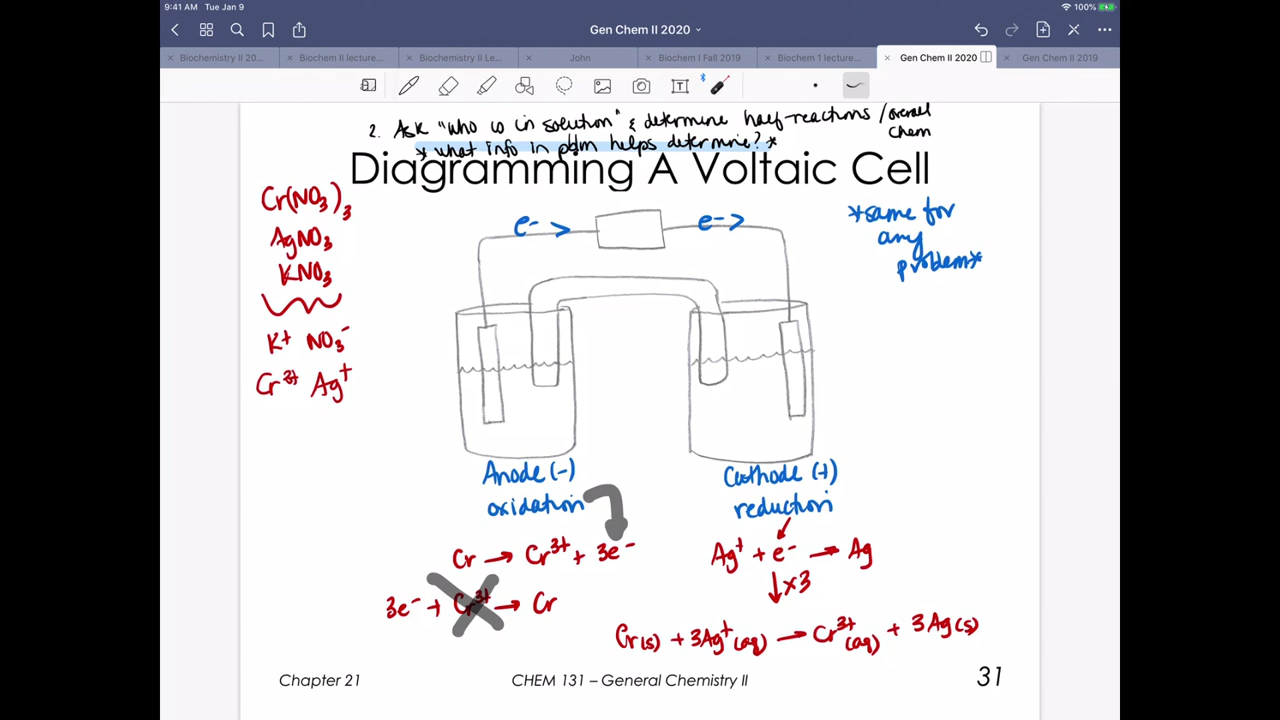 9:41 AM Tue Jan 9
100%
Gen Chem II 2020
Biochemistry II 20...
Biochem II lecture...
Biochemistry II Le...
John
Biochem I Fall 2019
Biochem 1 lecture...
Gen Chem II 2020
Gen Chem II 2019
2. Ask "who is in solution" & determine half-reactions / overall
chem
*what info in pblm helps determine?*
Diagramming A Voltaic Cell
Cr(NO₃)₃
AgNO₃
KNO₃
K⁺ NO₃⁻
Cr³⁺ Ag⁺
e⁻ >
e⁻ >
*same for
any
problem*
Anode (-)
oxidation
Cathode (+)
reduction
Cr → Cr³⁺ + 3e⁻
Ag⁺ + e⁻ → Ag
↓ x3
3e⁻ + Cr³⁺ → Cr
Cr(s) + 3Ag⁺(aq) → Cr³⁺(aq) + 3Ag(s)
Chapter 21
CHEM 131 – General Chemistry II
31